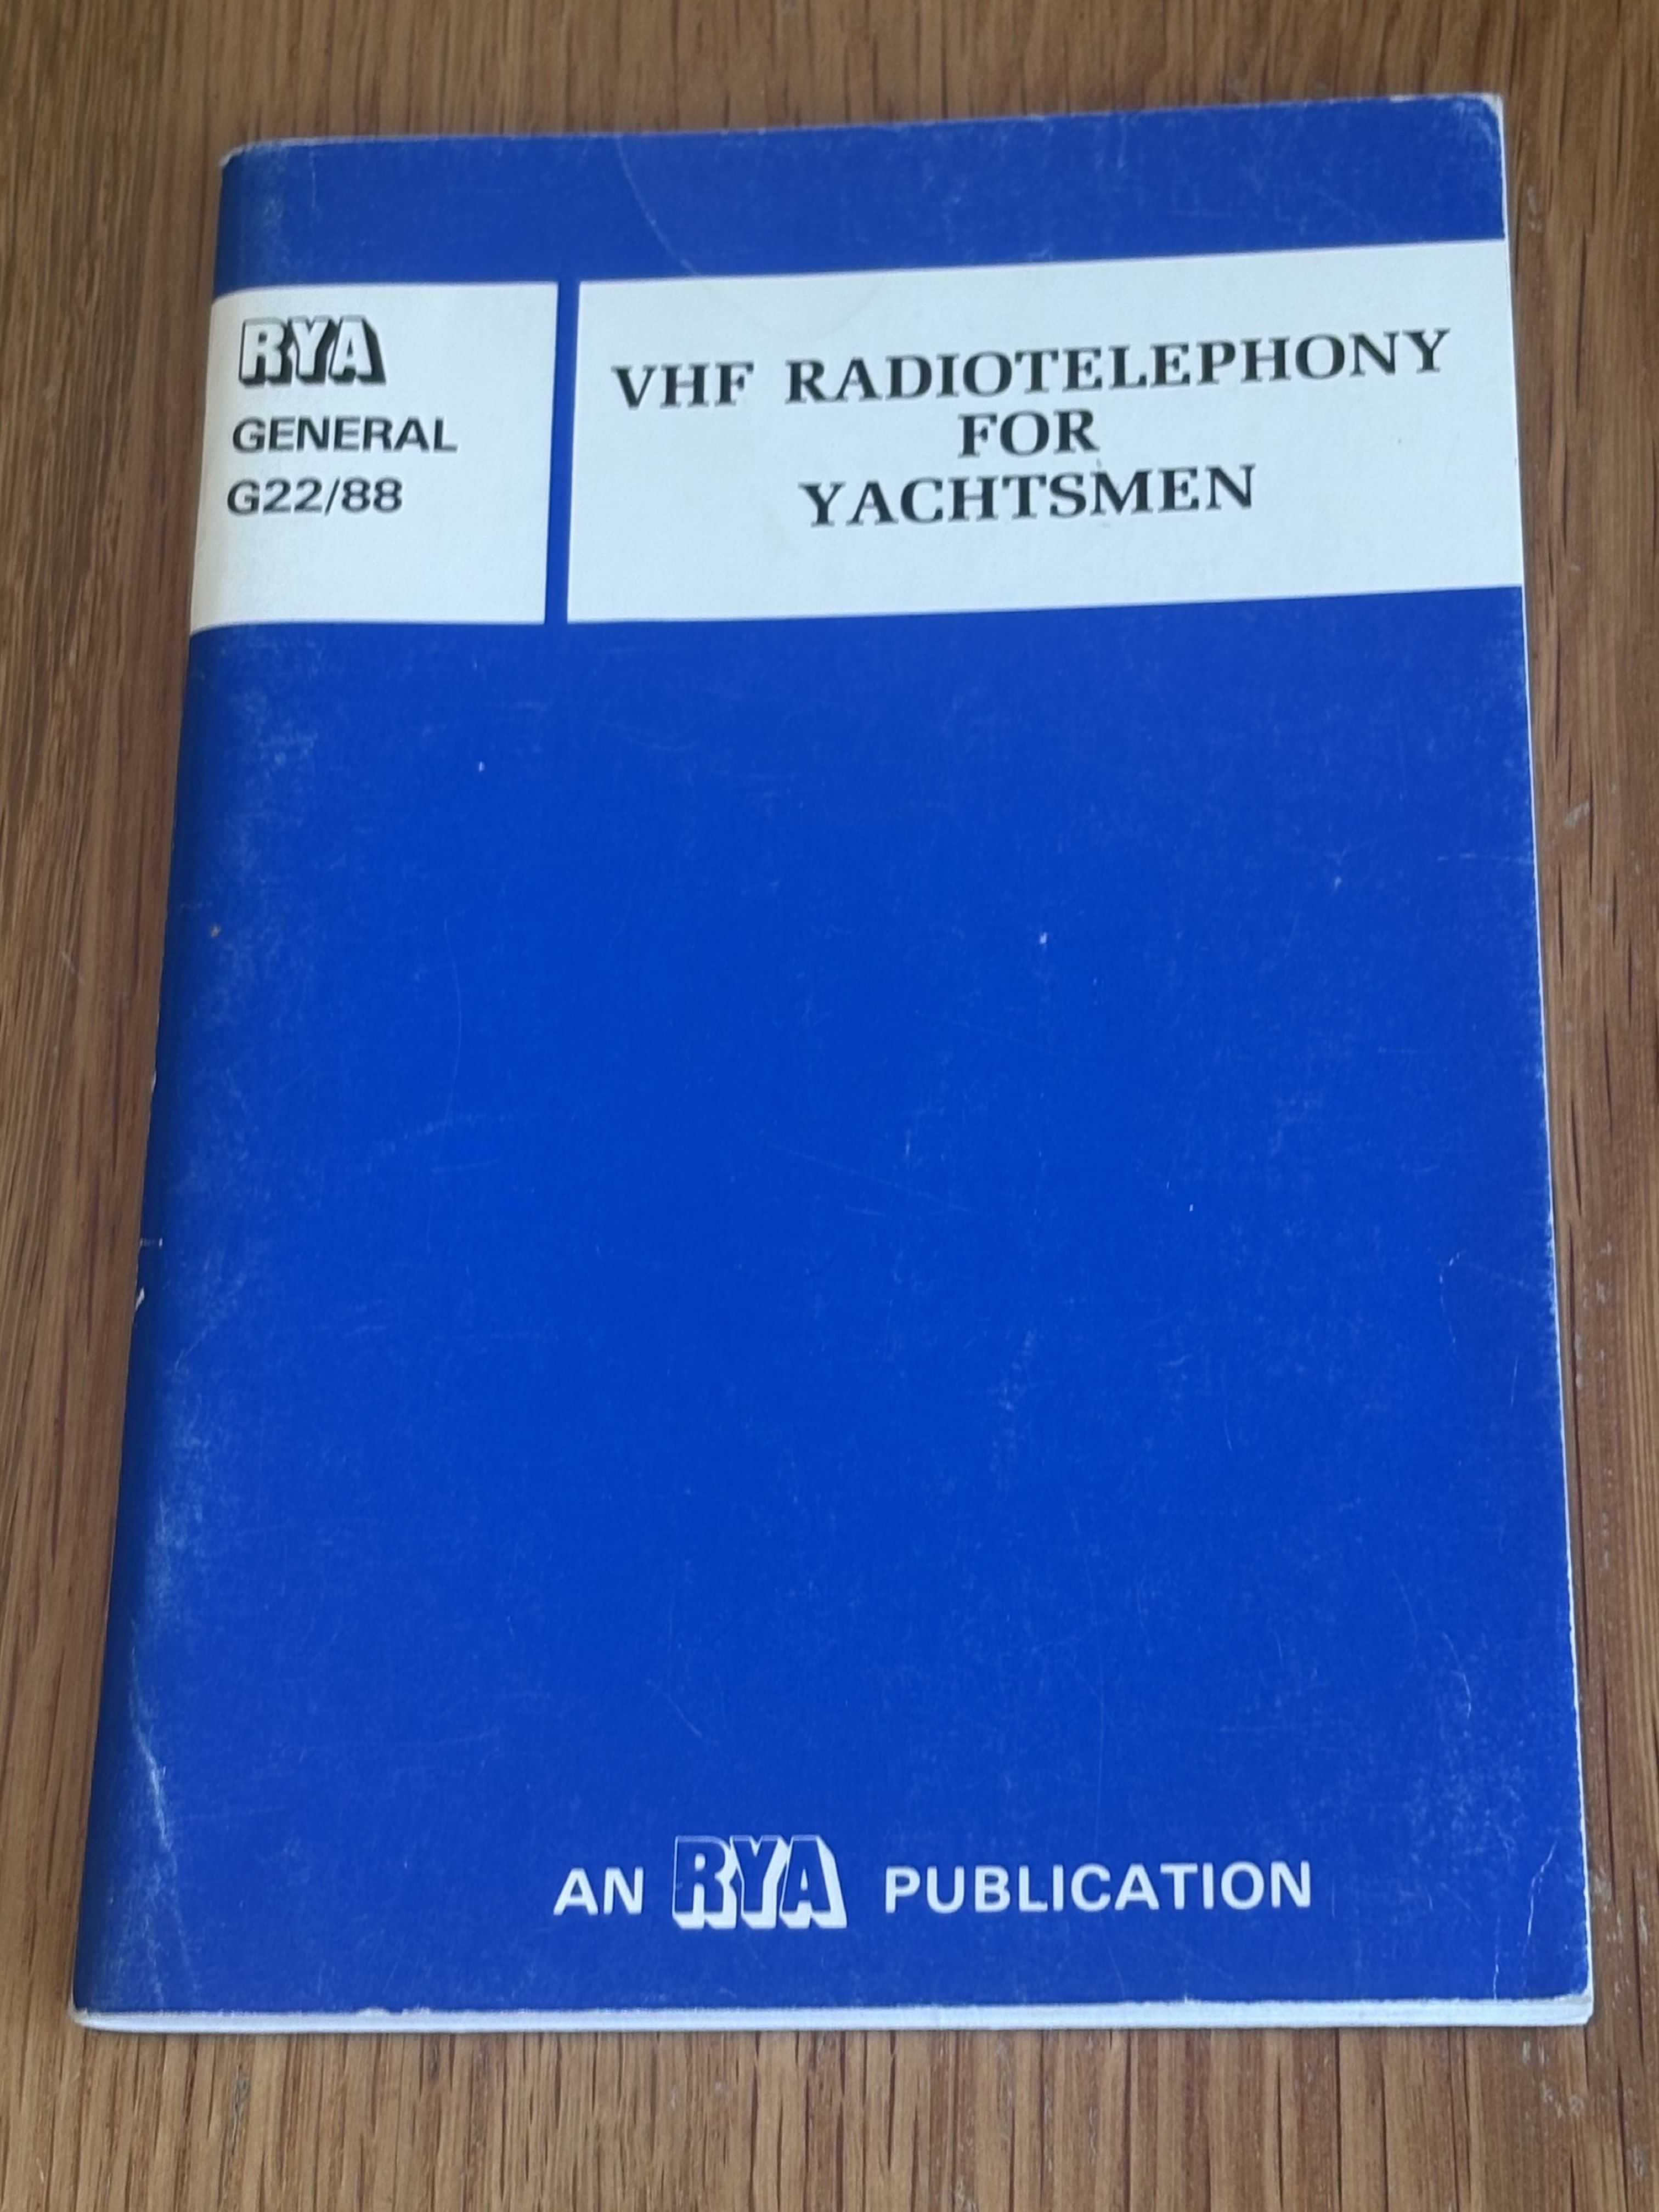 RYA
GENERAL
G22/88
VHF RADIOTELEPHONY
FOR
YACHTSMEN
AN RYA PUBLICATION